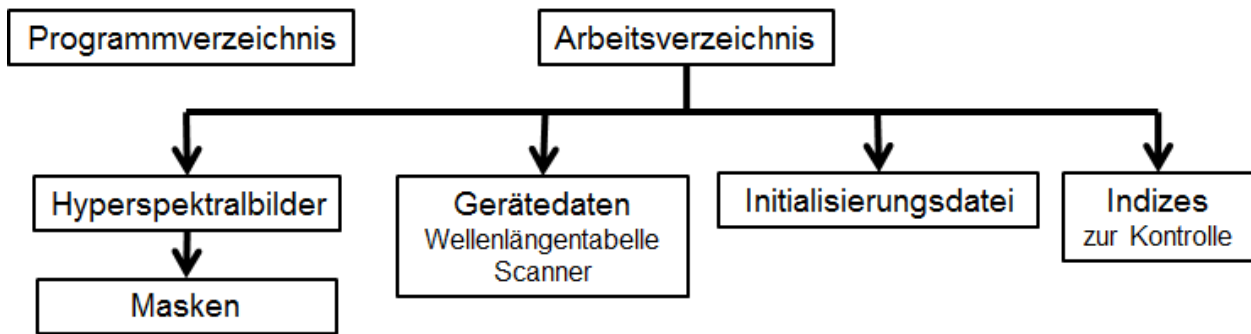 Programmverzeichnis
Arbeitsverzeichnis
Hyperspektralbilder
Masken
Gerätedaten
Wellenlängentabelle
Scanner
Initialisierungsdatei
Indizes
zur Kontrolle